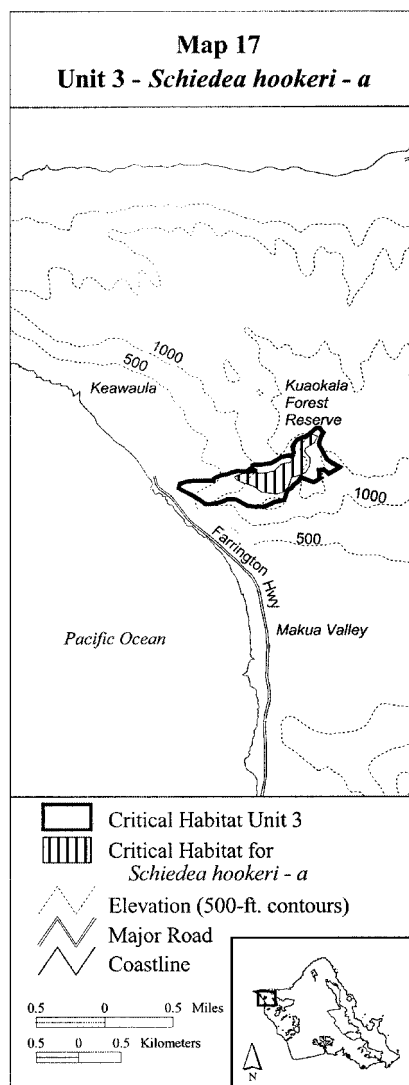 Map 17
Unit 3 - Schiedea hookeri - a
1000
500
Keawaula
Kuaokala
Forest
Reserve
1000
500
Farrington
Hwy
Makua Valley
Pacific Ocean
Critical Habitat Unit 3
Critical Habitat for
Schiedea hookeri - a
Elevation (500-ft. contours)
Major Road
Coastline
0.5 0 0.5 Miles
0.5 0 0.5 Kilometers
N